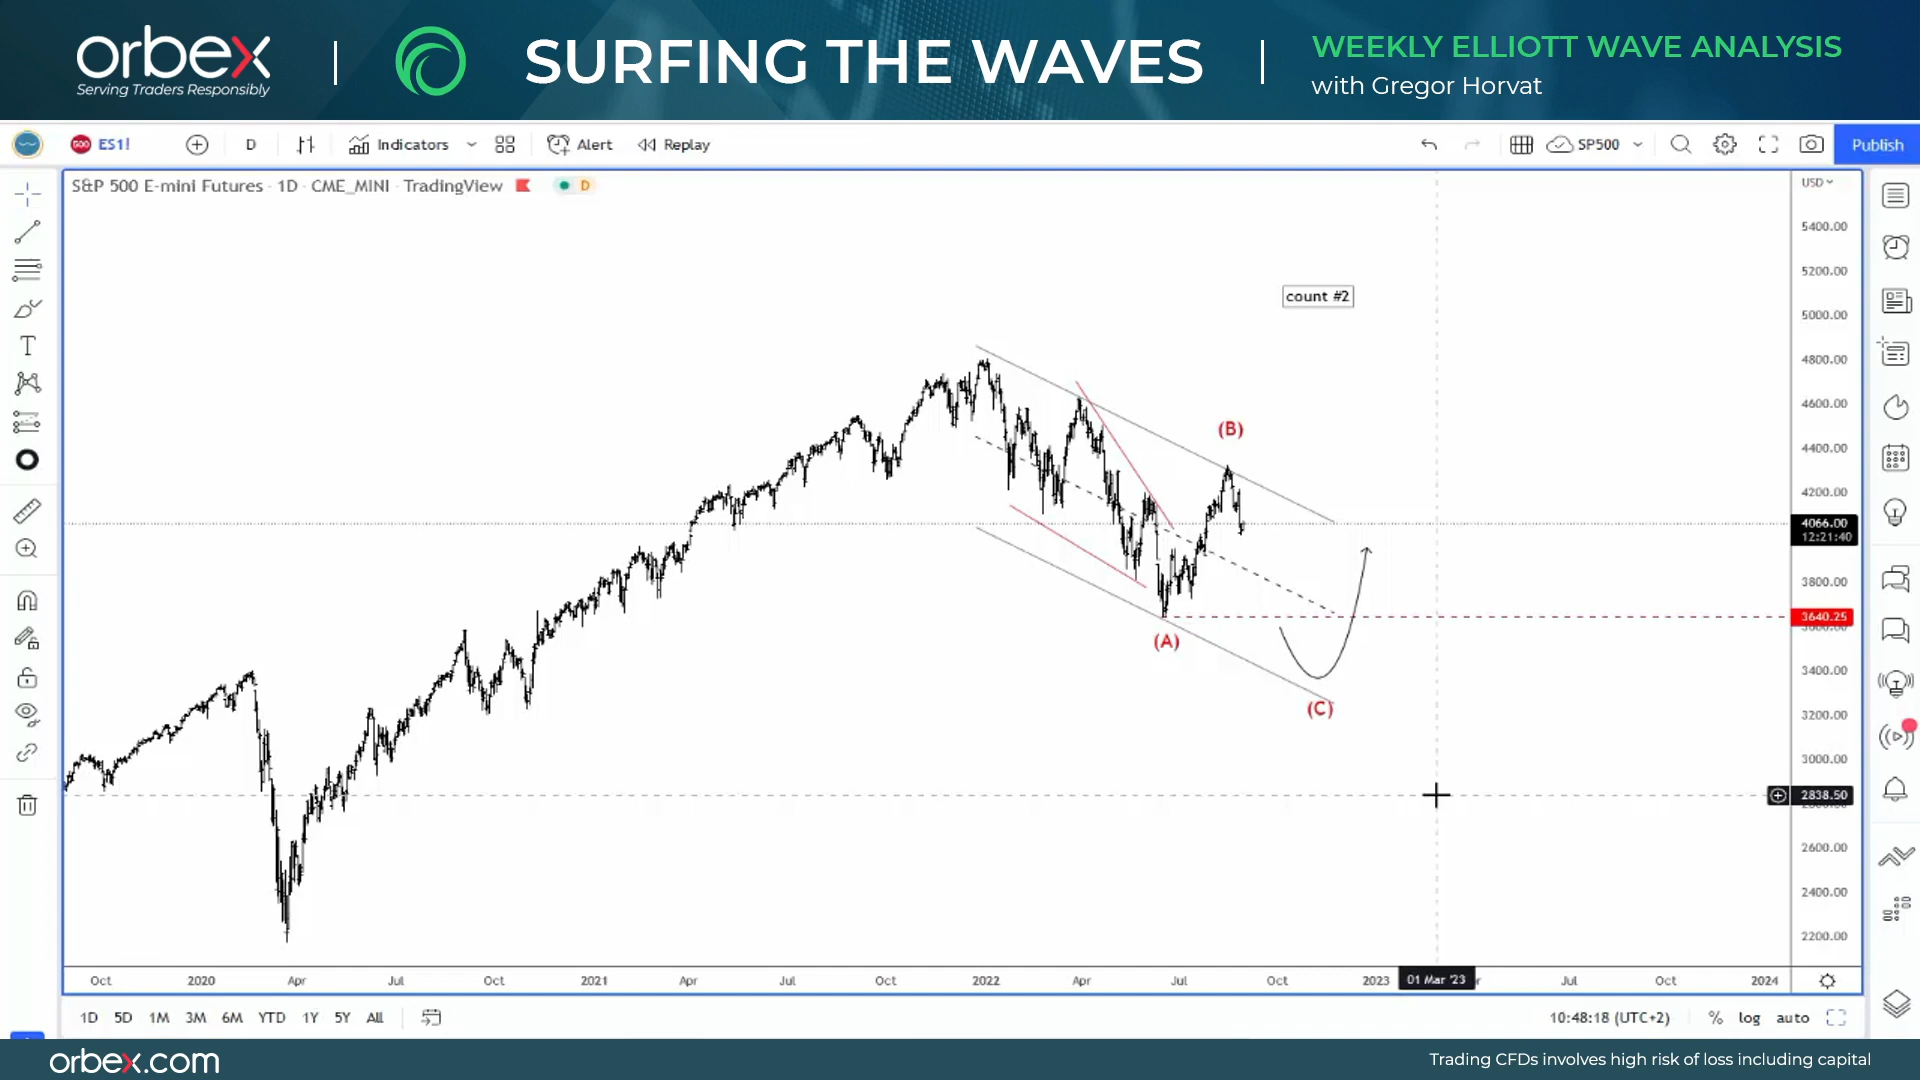 orbex
Serving Traders Responsibly
SURFING THE WAVES
WEEKLY ELLIOTT WAVE ANALYSIS
with Gregor Horvat
500 ES1! D Indicators Alert Replay SP500 Publish
S&P 500 E-mini Futures · 1D · CME_MINI · TradingView D
USD
5400.00
5200.00
count #2
5000.00
4800.00
4600.00
(B)
4400.00
4200.00
4066.00
12:21:40
3800.00
3640.25
(A)
3400.00
(C)
3200.00
3000.00
2838.50
2600.00
2400.00
2200.00
Oct 2020 Apr Jul Oct 2021 Apr Jul Oct 2022 Apr Jul Oct 2023 01 Mar '23 Jul Oct 2024
1D 5D 1M 3M 6M YTD 1Y 5Y All 10:48:18 (UTC+2) % log auto
orbex.com
Trading CFDs involves high risk of loss including capital